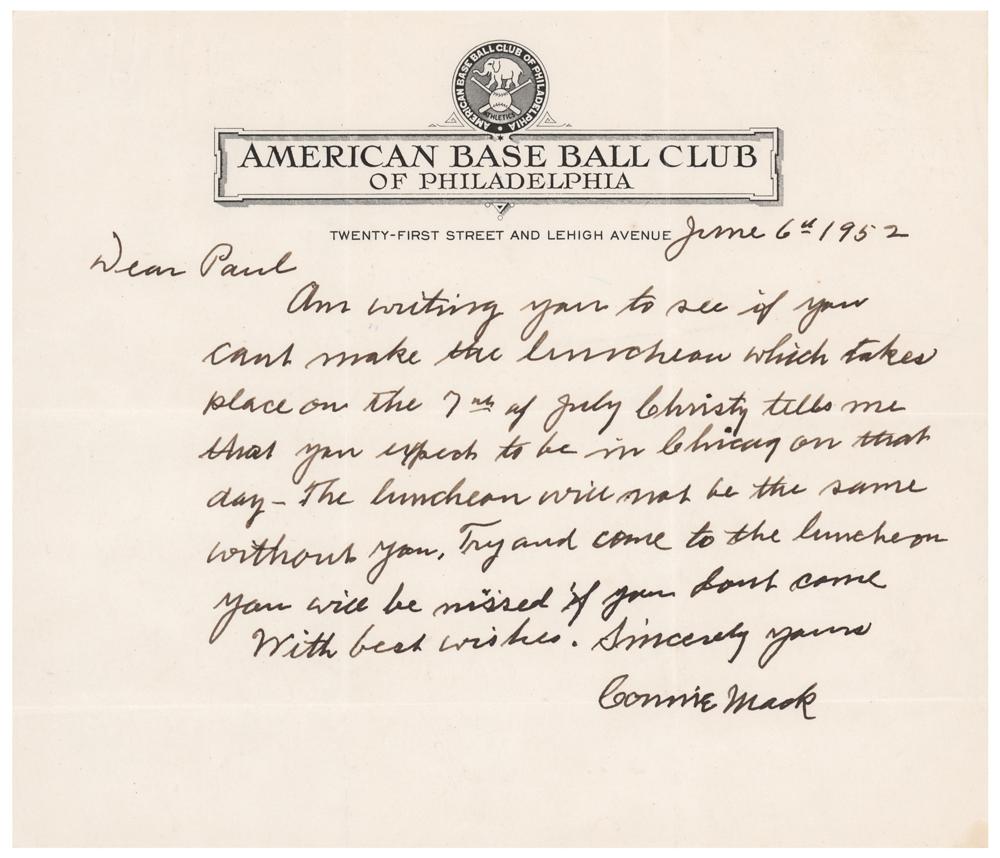 AMERICAN BASE BALL CLUB OF PHILADELPHIA
ATHLETICS
AMERICAN BASE BALL CLUB
OF PHILADELPHIA
TWENTY-FIRST STREET AND LEHIGH AVENUE June 6th 1952
Dear Paul
Am writing you to see if you
cant make the luncheon which takes
place on the 7th of July Christy tells me
that you expect to be in Chicag on that
day - The luncheon will not be the same
without you. Try and come to the luncheon
you will be missed if you dont come
With best wishes. Sincerely yours
Connie Mack